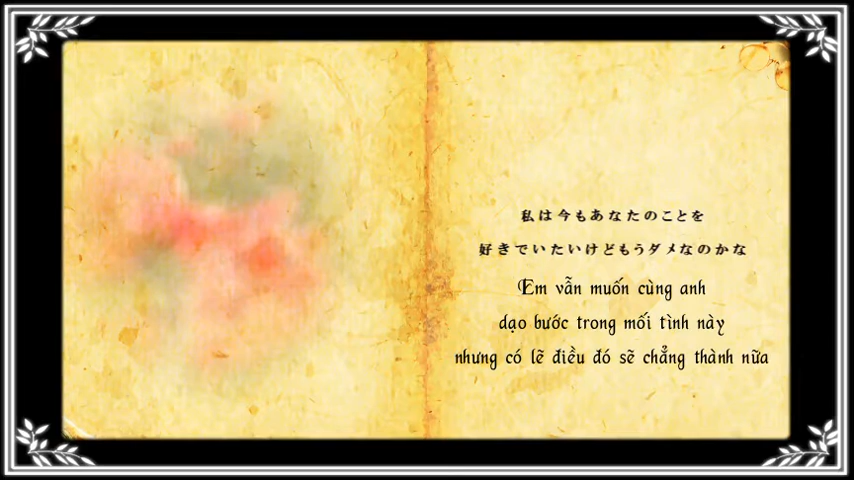 私は今もあなたのことを
好きでいたいけどもうダメなのかな
Em vẫn muốn cùng anh
dạo bước trong mối tình này
nhưng có lẽ điều đó sẽ chẳng thành nữa